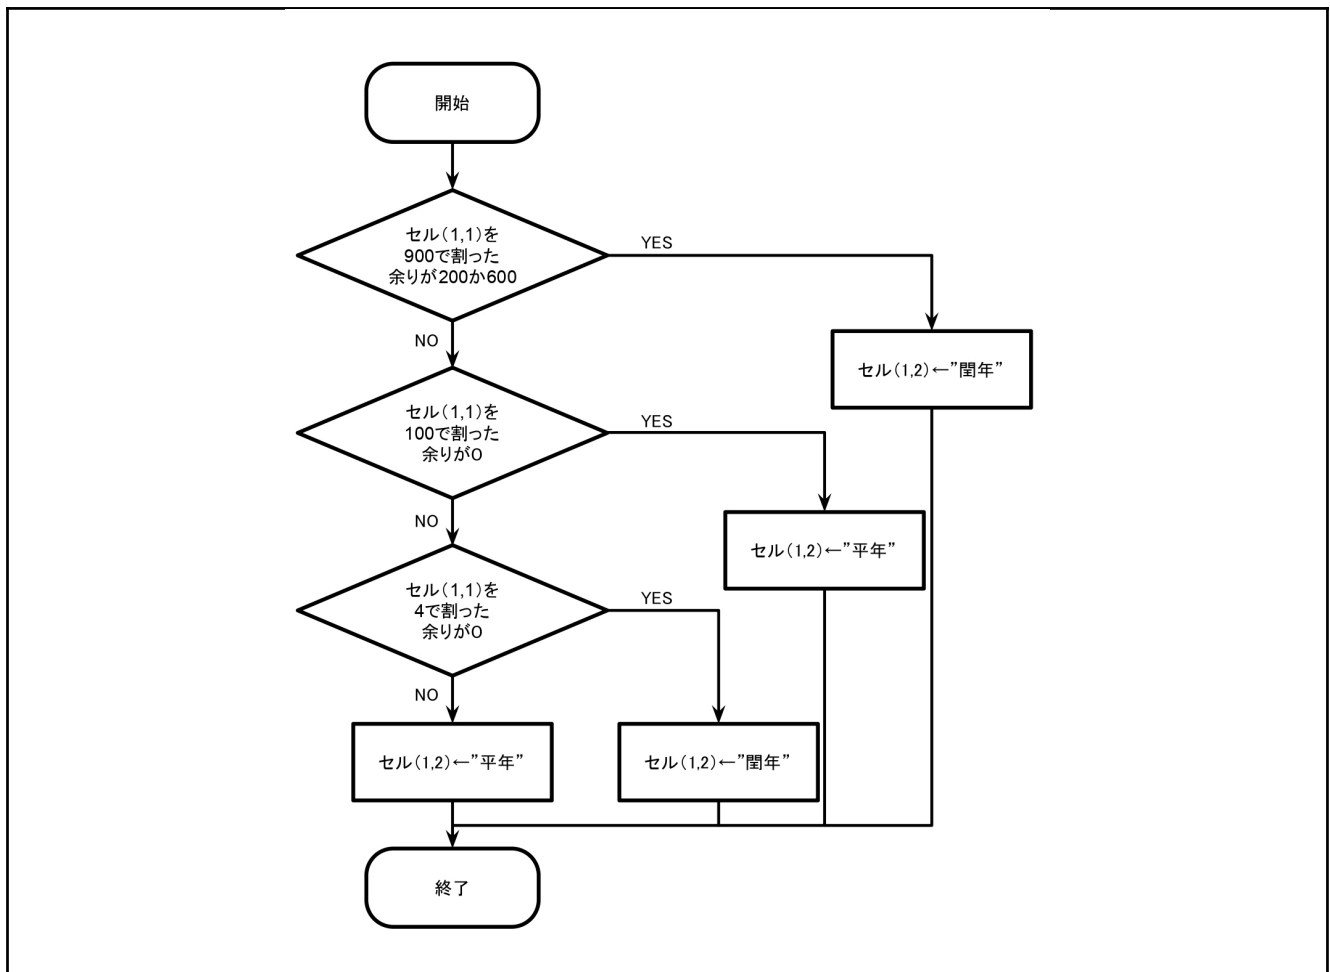 開始
セル(1,1)を
900で割った
余りが200か600
YES
NO
セル(1,2)←”閏年”
セル(1,1)を
100で割った
余りが0
YES
NO
セル(1,2)←”平年”
セル(1,1)を
4で割った
余りが0
YES
NO
セル(1,2)←”平年”
セル(1,2)←”閏年”
終了